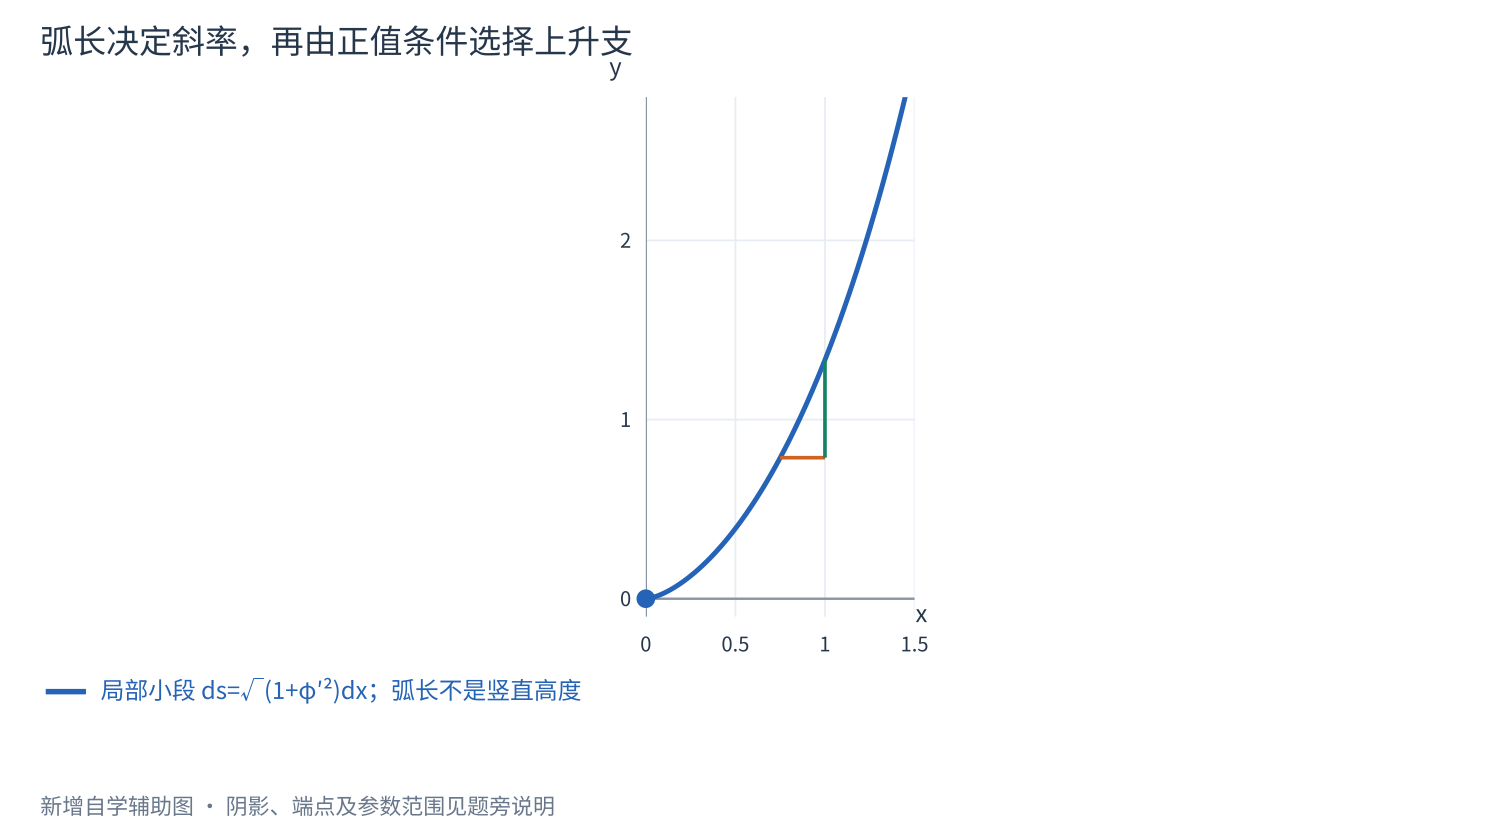 弧长决定斜率，再由正值条件选择上升支
y
2
1
0
x
0 0.5 1 1.5
局部小段 ds=√(1+φ′²)dx；弧长不是竖直高度
新增自学辅助图 · 阴影、端点及参数范围见题旁说明